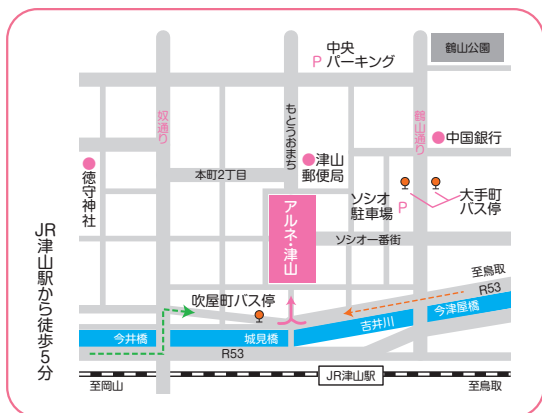 中央
P パーキング
鶴山公園
奴通り
もとうおまち
鶴山通り
中国銀行
津山
郵便局
本町2丁目
徳守神社
ソシオ
駐車場 P
大手町
バス停
アルネ・津山
ソシオ一番街
至鳥取
R53
吹屋町バス停
今津屋橋
吉井川
今井橋
城見橋
R53
JR津山駅から徒歩5分
至岡山
JR津山駅
至鳥取